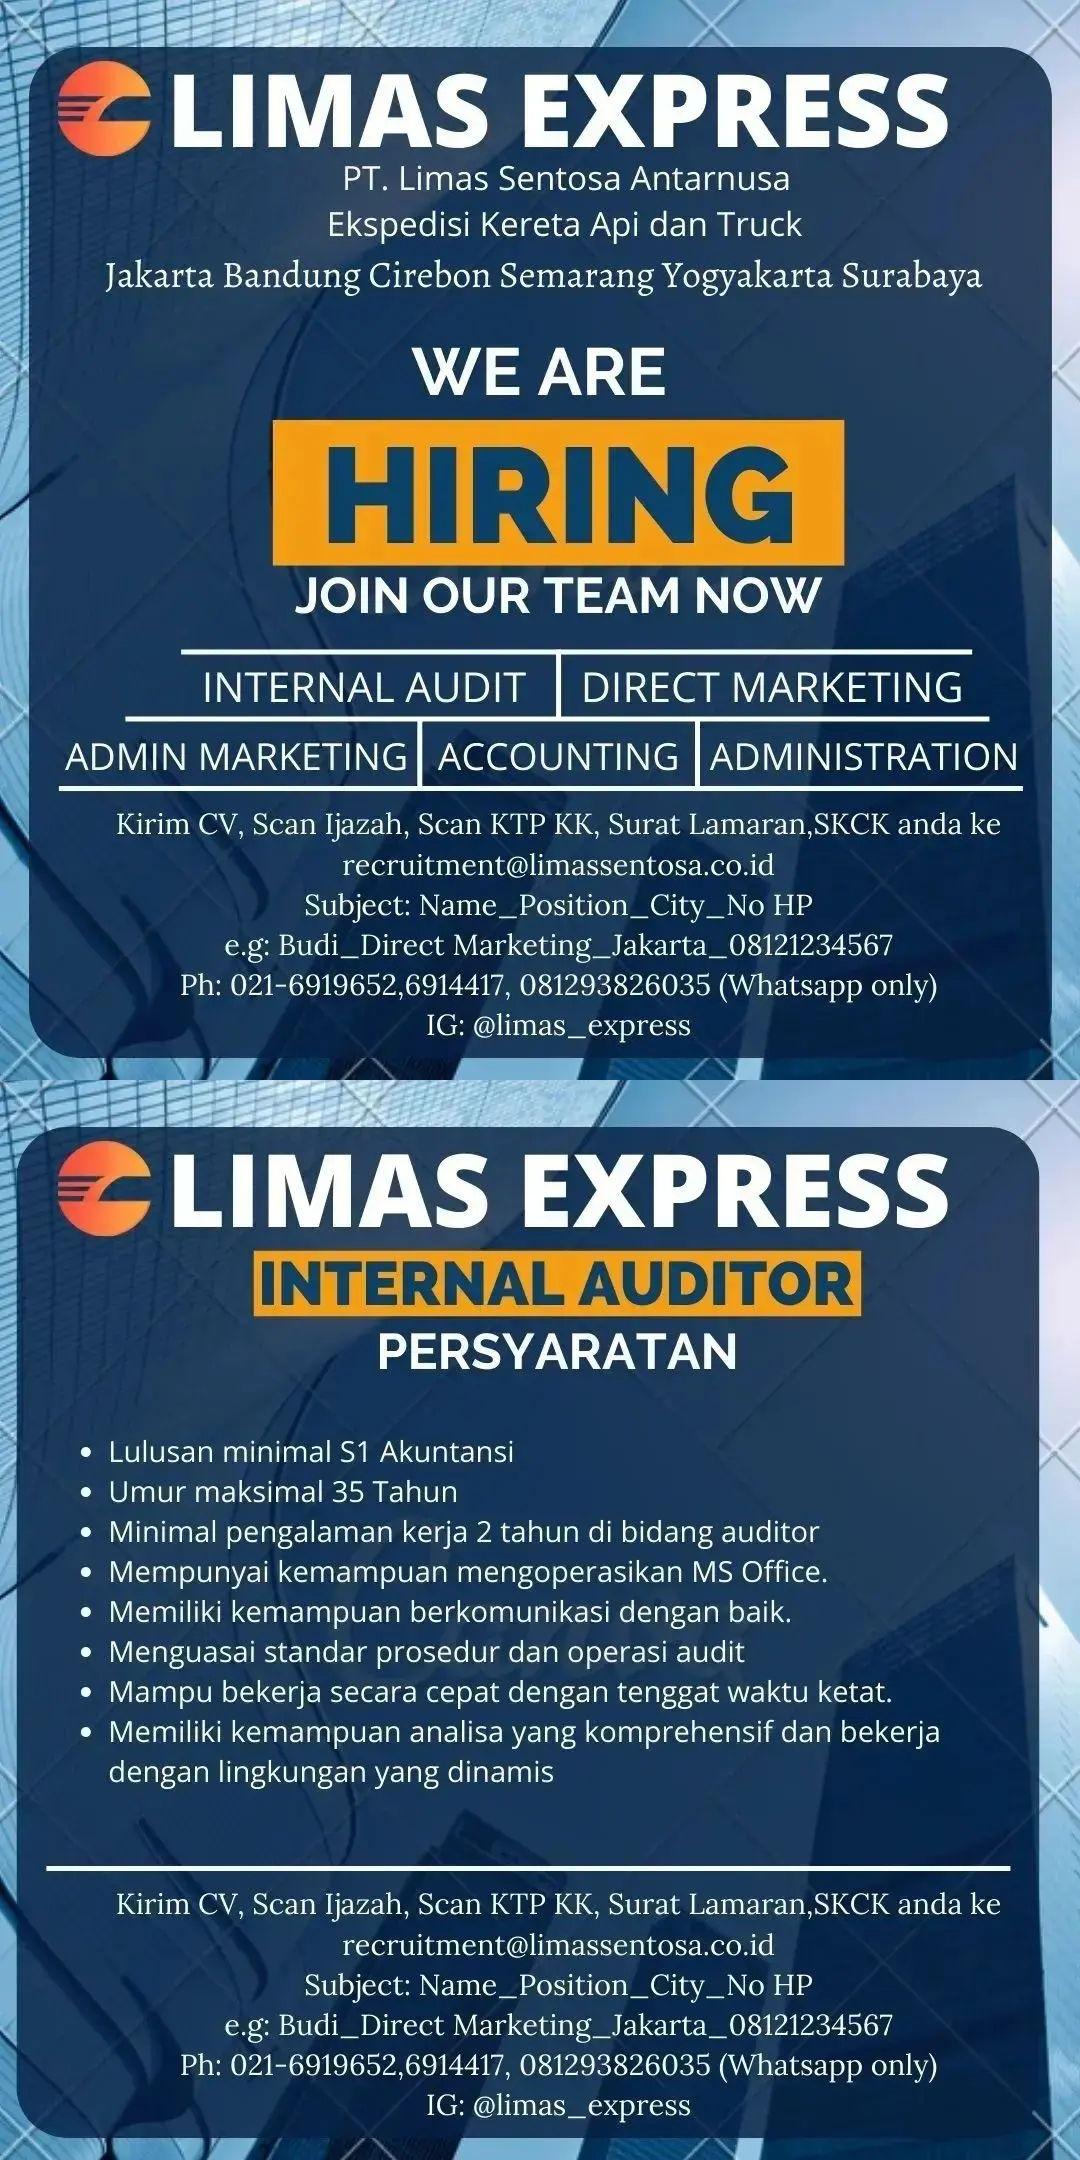 LIMAS EXPRESS
PT. Limas Sentosa Antarnusa
Ekspedisi Kereta Api dan Truck
Jakarta Bandung Cirebon Semarang Yogyakarta Surabaya
WE ARE
HIRING
JOIN OUR TEAM NOW
INTERNAL AUDIT DIRECT MARKETING
ADMIN MARKETING ACCOUNTING ADMINISTRATION
Kirim CV, Scan Ijazah, Scan KTP KK, Surat Lamaran,SKCK anda ke
recruitment@limassentosa.co.id
Subject: Name_Position_City_No HP
e.g: Budi_Direct Marketing_Jakarta_08121234567
Ph: 021-6919652,6914417, 081293826035 (Whatsapp only)
IG: @limas_express
LIMAS EXPRESS
INTERNAL AUDITOR
PERSYARATAN
• Lulusan minimal S1 Akuntansi
• Umur maksimal 35 Tahun
• Minimal pengalaman kerja 2 tahun di bidang auditor
• Mempunyai kemampuan mengoperasikan MS Office.
• Memiliki kemampuan berkomunikasi dengan baik.
• Menguasai standar prosedur dan operasi audit
• Mampu bekerja secara cepat dengan tenggat waktu ketat.
• Memiliki kemampuan analisa yang komprehensif dan bekerja
dengan lingkungan yang dinamis
Kirim CV, Scan Ijazah, Scan KTP KK, Surat Lamaran,SKCK anda ke
recruitment@limassentosa.co.id
Subject: Name_Position_City_No HP
e.g: Budi_Direct Marketing_Jakarta_08121234567
Ph: 021-6919652,6914417, 081293826035 (Whatsapp only)
IG: @limas_express